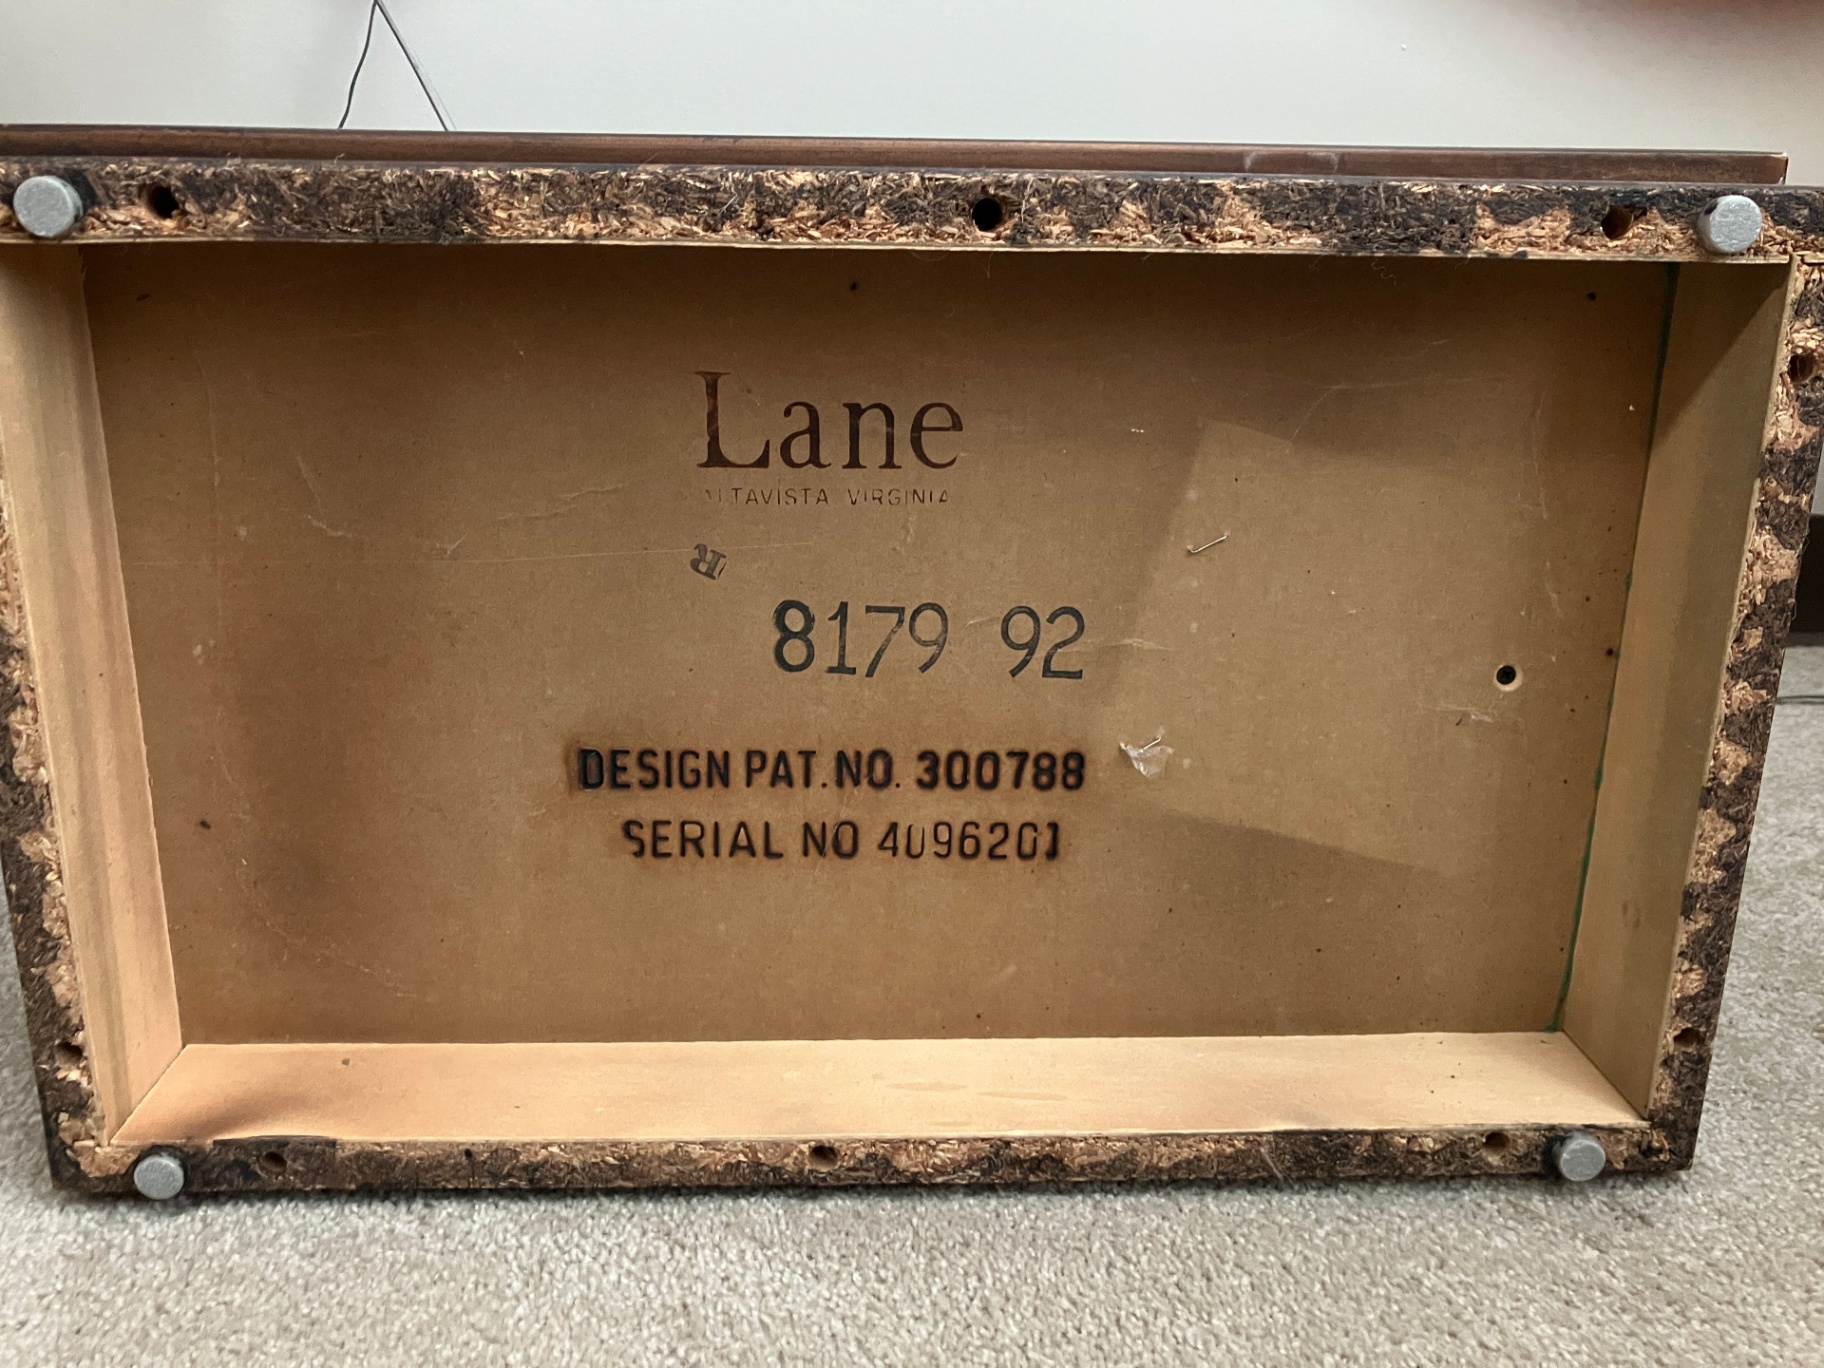 Lane
ALTAVISTA VIRGINIA
R
8179 92
DESIGN PAT.NO. 300788
SERIAL NO 4096201